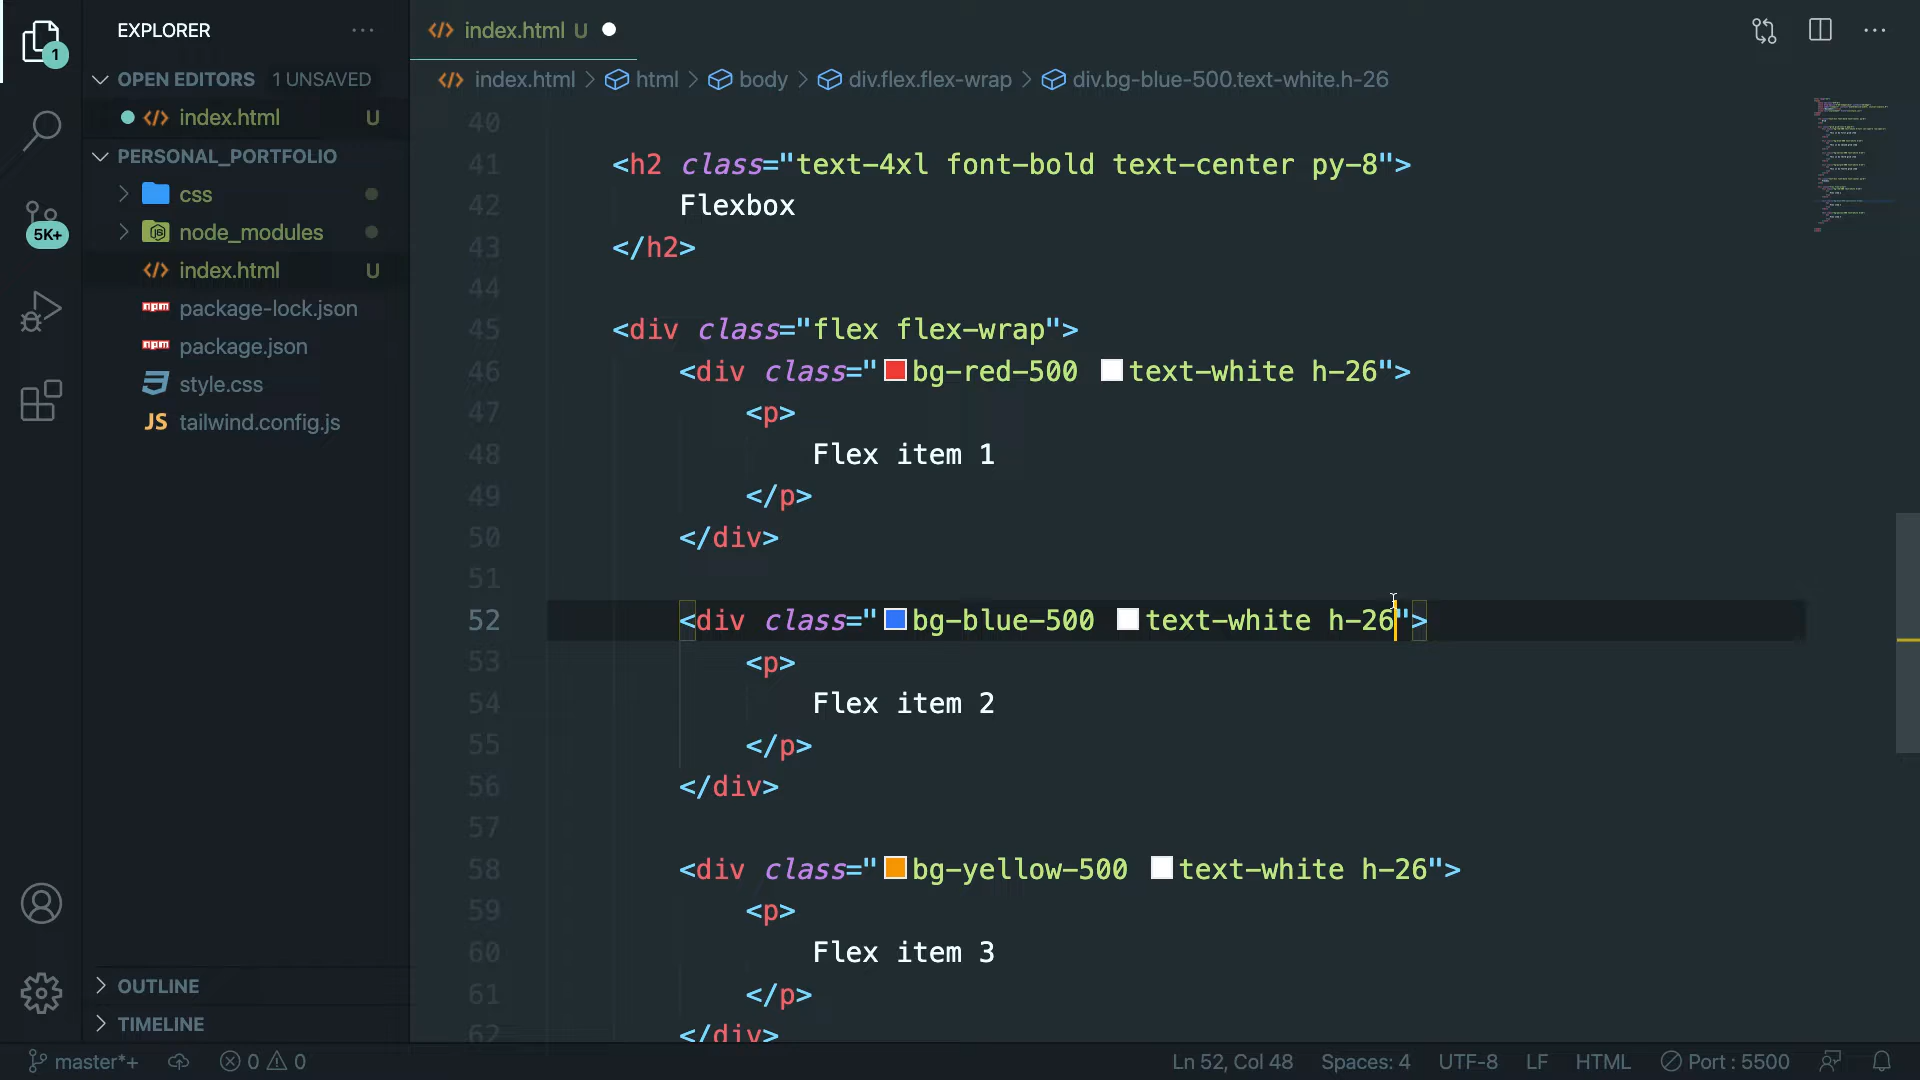 EXPLORER
OPEN EDITORS 1 UNSAVED
index.html U
PERSONAL_PORTFOLIO
css
node_modules
index.html U
package-lock.json
package.json
style.css
JS tailwind.config.js
OUTLINE
TIMELINE
1
5K+
index.html U
index.html > html > body > div.flex.flex-wrap > div.bg-blue-500.text-white.h-26
40
41 <h2 class="text-4xl font-bold text-center py-8">
42 Flexbox
43 </h2>
44
45 <div class="flex flex-wrap">
46 <div class="bg-red-500 text-white h-26">
47 <p>
48 Flex item 1
49 </p>
50 </div>
51
52 <div class="bg-blue-500 text-white h-26">
53 <p>
54 Flex item 2
55 </p>
56 </div>
57
58 <div class="bg-yellow-500 text-white h-26">
59 <p>
60 Flex item 3
61 </p>
62 </div>
master*+ 0 0 Ln 52, Col 48 Spaces: 4 UTF-8 LF HTML Port : 5500